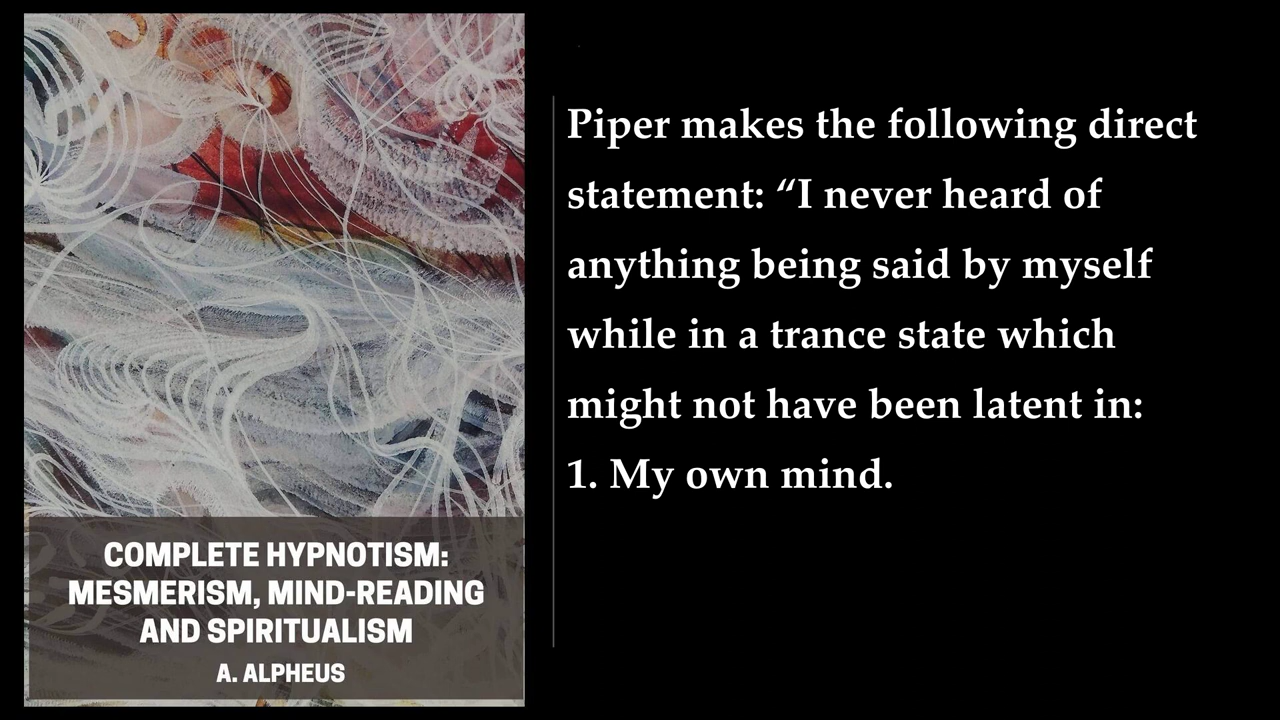 COMPLETE HYPNOTISM:
MESMERISM, MIND-READING
AND SPIRITUALISM
A. ALPHEUS
Piper makes the following direct
statement: “I never heard of
anything being said by myself
while in a trance state which
might not have been latent in:
1. My own mind.